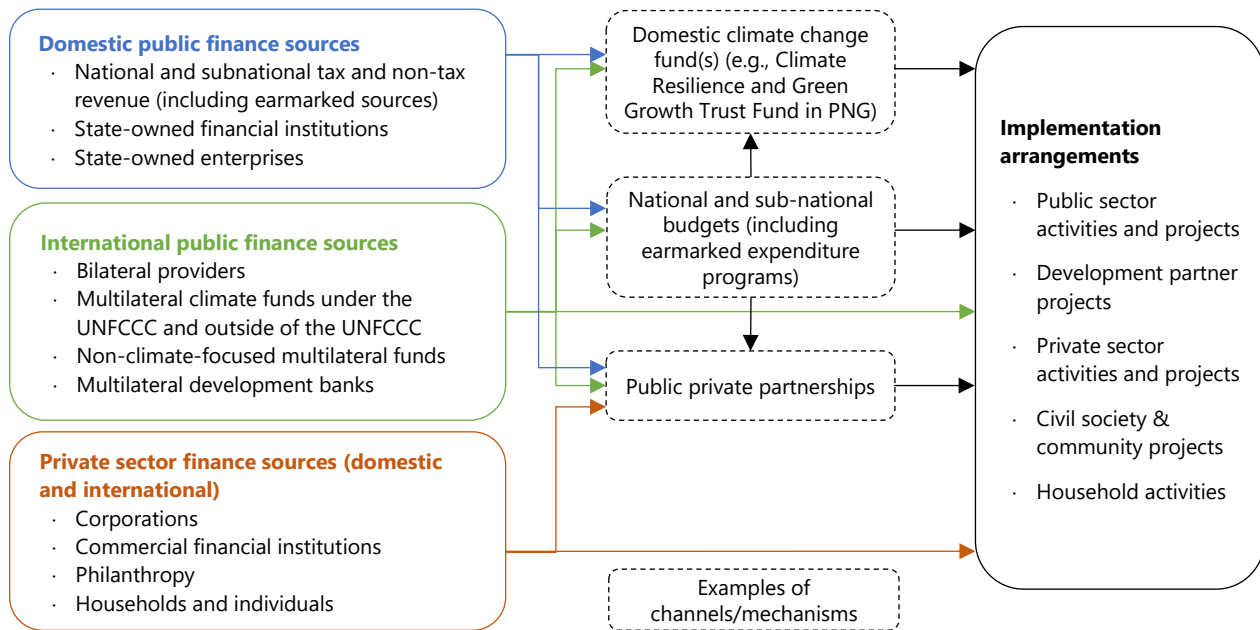 Domestic public finance sources
· National and subnational tax and non-tax
revenue (including earmarked sources)
· State-owned financial institutions
· State-owned enterprises
International public finance sources
· Bilateral providers
· Multilateral climate funds under the
UNFCCC and outside of the UNFCCC
· Non-climate-focused multilateral funds
· Multilateral development banks
Private sector finance sources (domestic
and international)
· Corporations
· Commercial financial institutions
· Philanthropy
· Households and individuals
Domestic climate change
fund(s) (e.g., Climate
Resilience and Green
Growth Trust Fund in PNG)
National and sub-national
budgets (including
earmarked expenditure
programs)
Public private partnerships
Examples of
channels/mechanisms
Implementation
arrangements
· Public sector
activities and projects
· Development partner
projects
· Private sector
activities and projects
· Civil society &
community projects
· Household activities